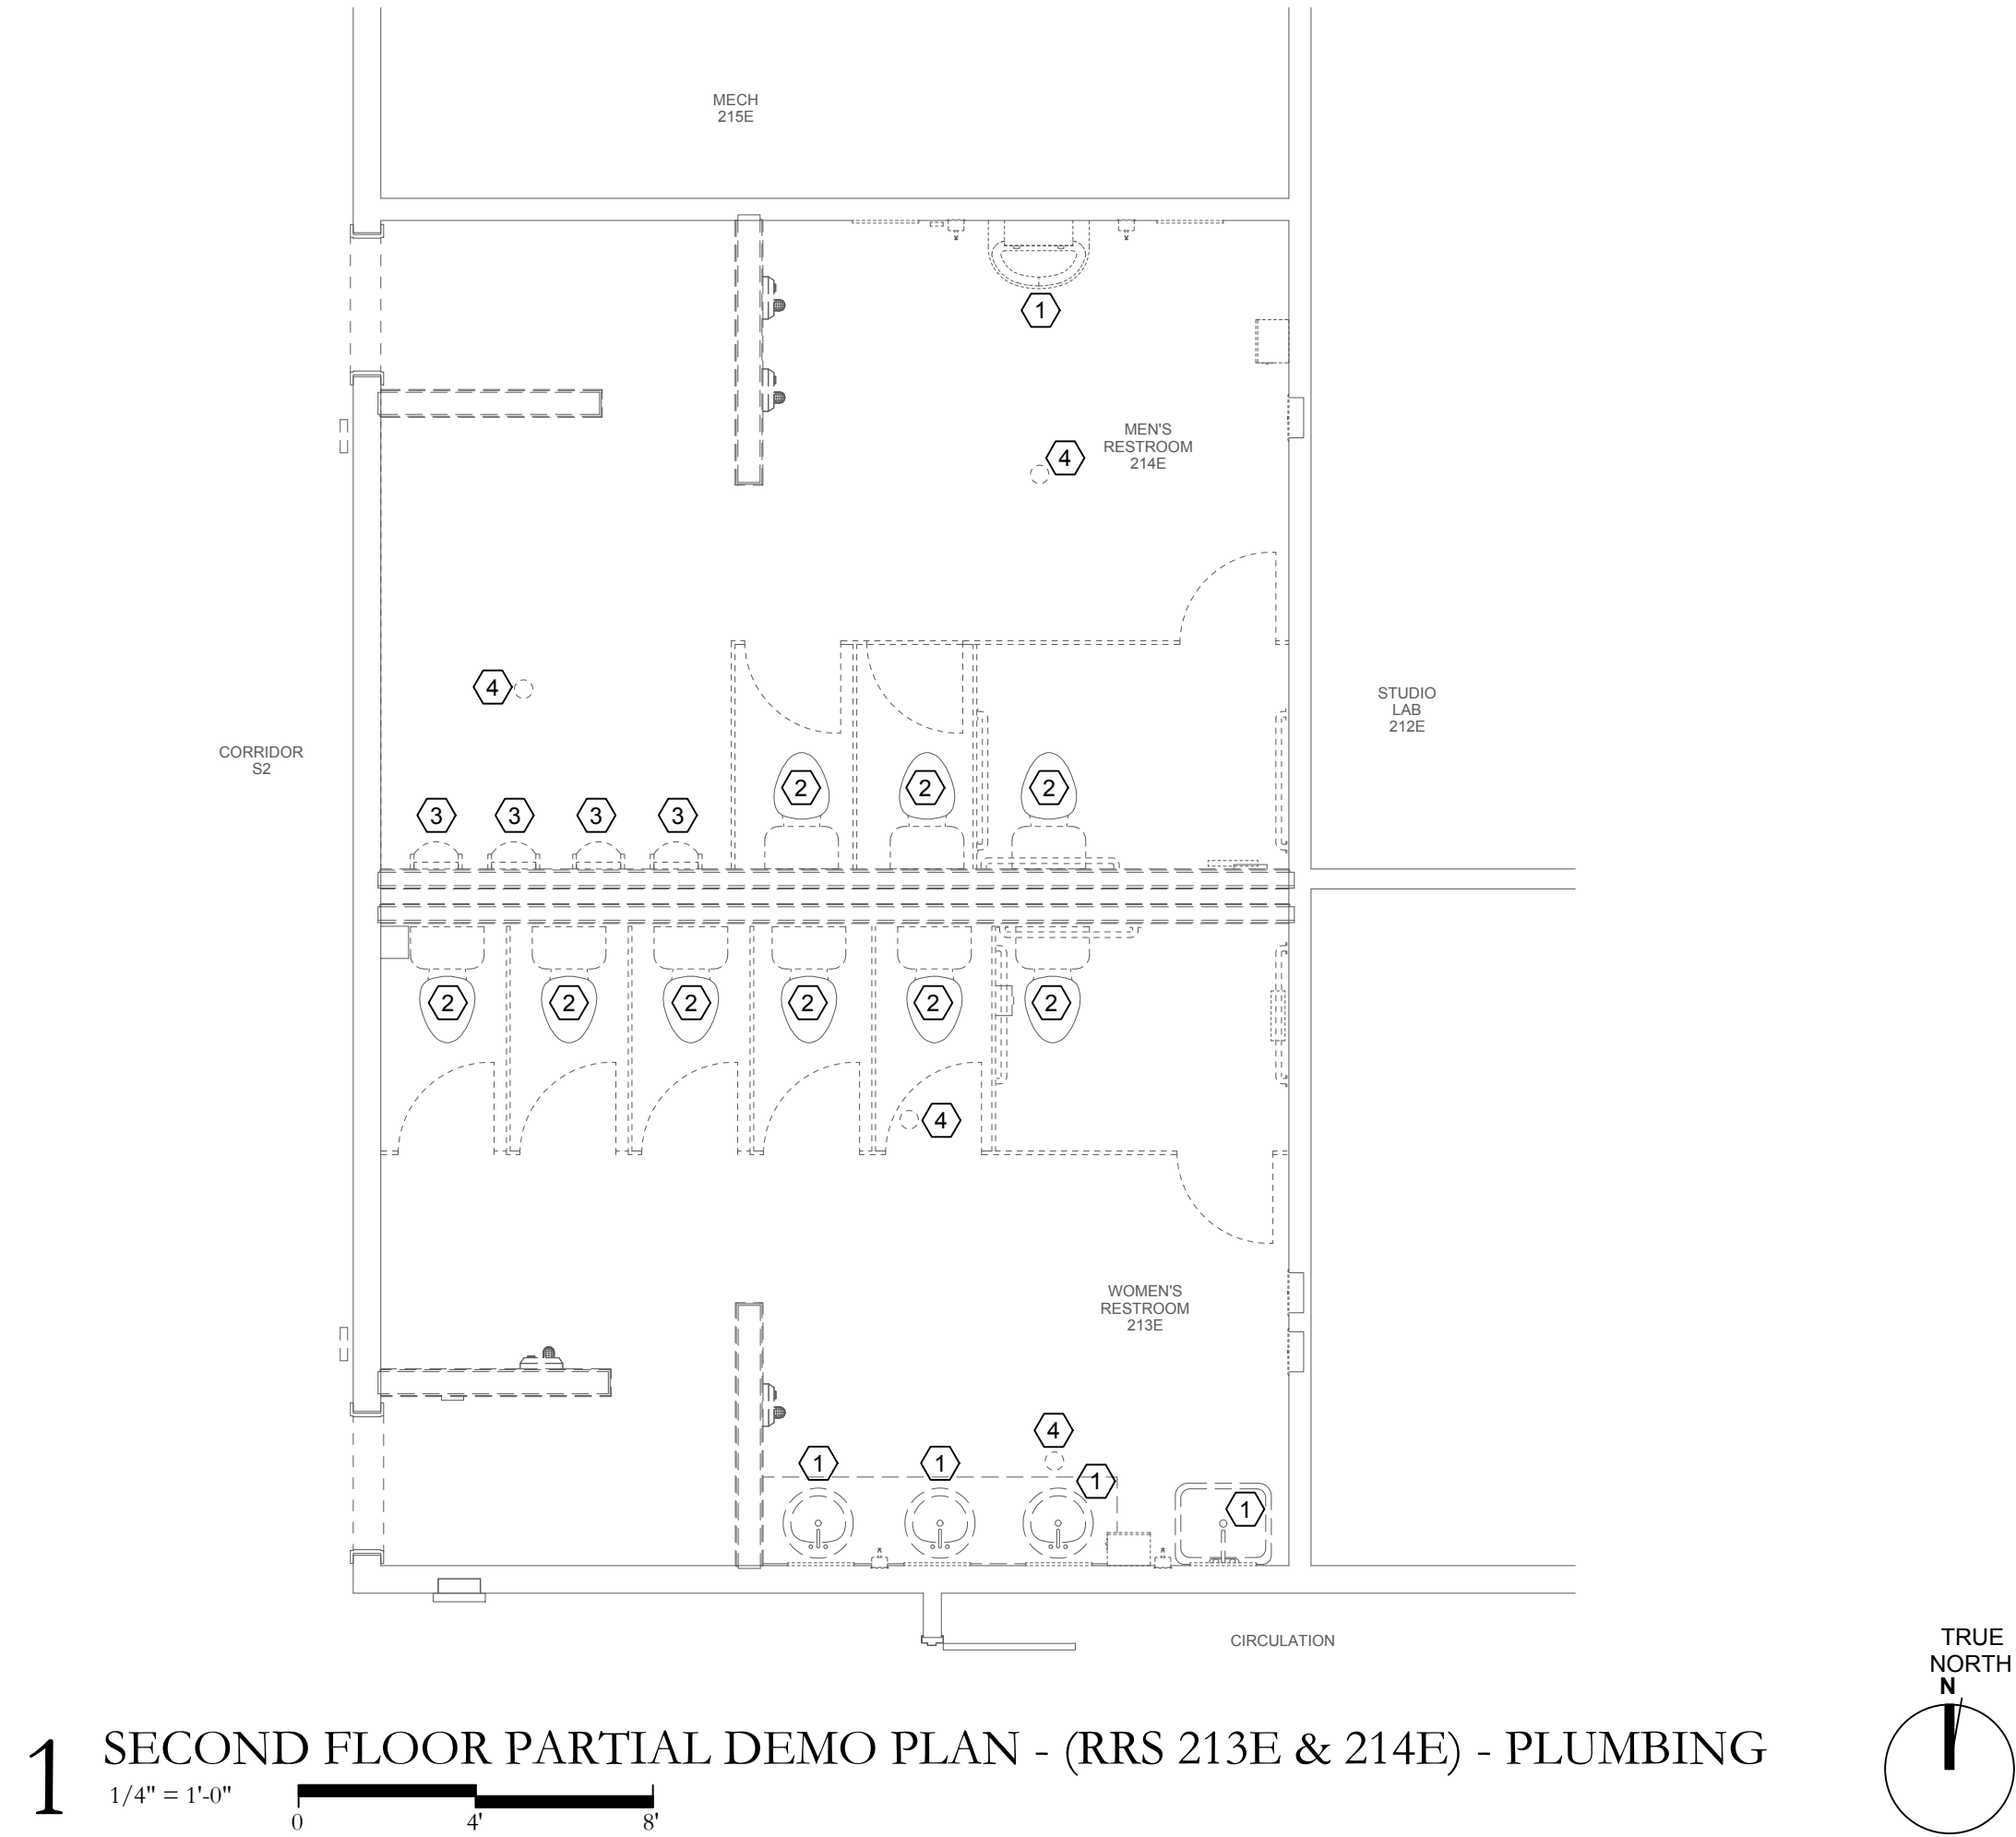 MECH
215E
1
MEN'S
RESTROOM
214E
4
4
STUDIO
LAB
212E
CORRIDOR
S2
2 2 2
3 3 3 3
2 2 2 2 2 2
4
WOMEN'S
RESTROOM
213E
4
1 1 1 1
CIRCULATION
TRUE
NORTH
N
1 SECOND FLOOR PARTIAL DEMO PLAN - (RRS 213E & 214E) - PLUMBING
1/4" = 1'-0"
0 4' 8'